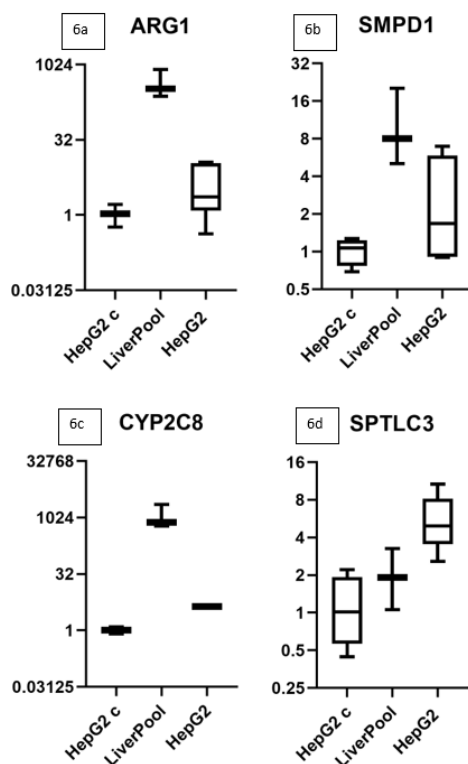 6a ARG1
1024
32
1
0.03125
HepG2 c
LiverPool
HepG2
6b SMPD1
32
16
8
4
2
1
0.5
HepG2 c
LiverPool
HepG2
6c CYP2C8
32768
1024
32
1
0.03125
HepG2 c
LiverPool
HepG2
6d SPTLC3
16
8
4
2
1
0.5
0.25
HepG2 c
LiverPool
HepG2